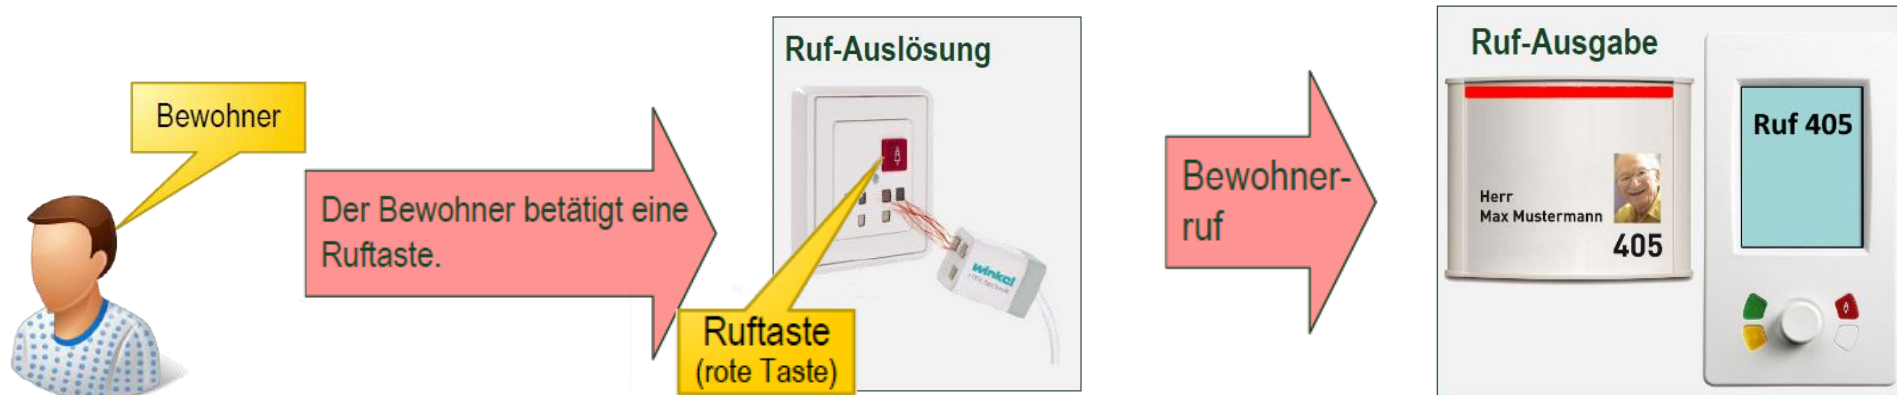 Bewohner
Der Bewohner betätigt eine
Ruftaste.
Ruf-Auslösung
winkel
Ruftaste
(rote Taste)
Bewohner-
ruf
Ruf-Ausgabe
Herr
Max Mustermann
405
Ruf 405